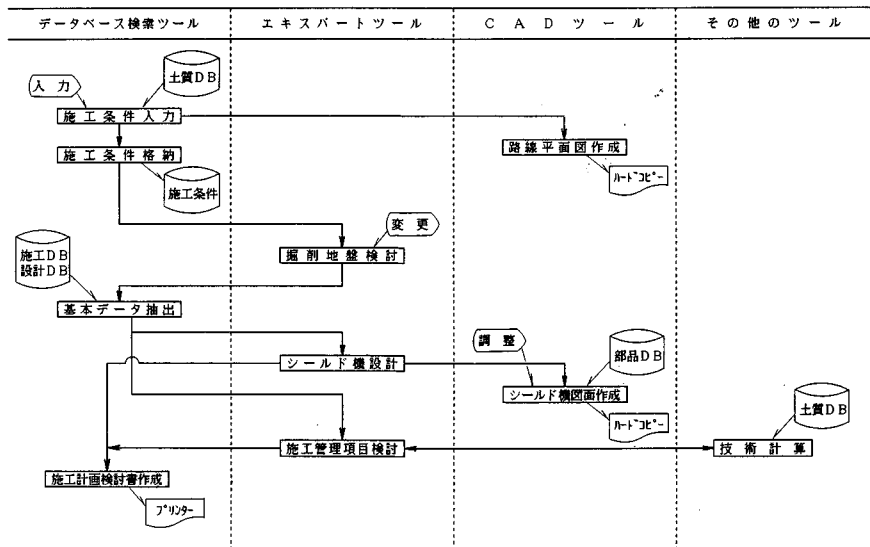 データベース検索ツール
エキスパートツール
CADツール
その他のツール
土質DB
入力
施工条件入力
施工条件格納
路線平面図作成
ﾊｰﾄﾞｺﾋﾟｰ
施工条件
変更
掘削地盤検討
施工DB
設計DB
基本データ抽出
調整
部品DB
シールド機設計
シールド機図面作成
ﾊｰﾄﾞｺﾋﾟｰ
土質DB
施工管理項目検討
技術計算
施工計画検討書作成
ﾌﾟﾘﾝﾀｰ